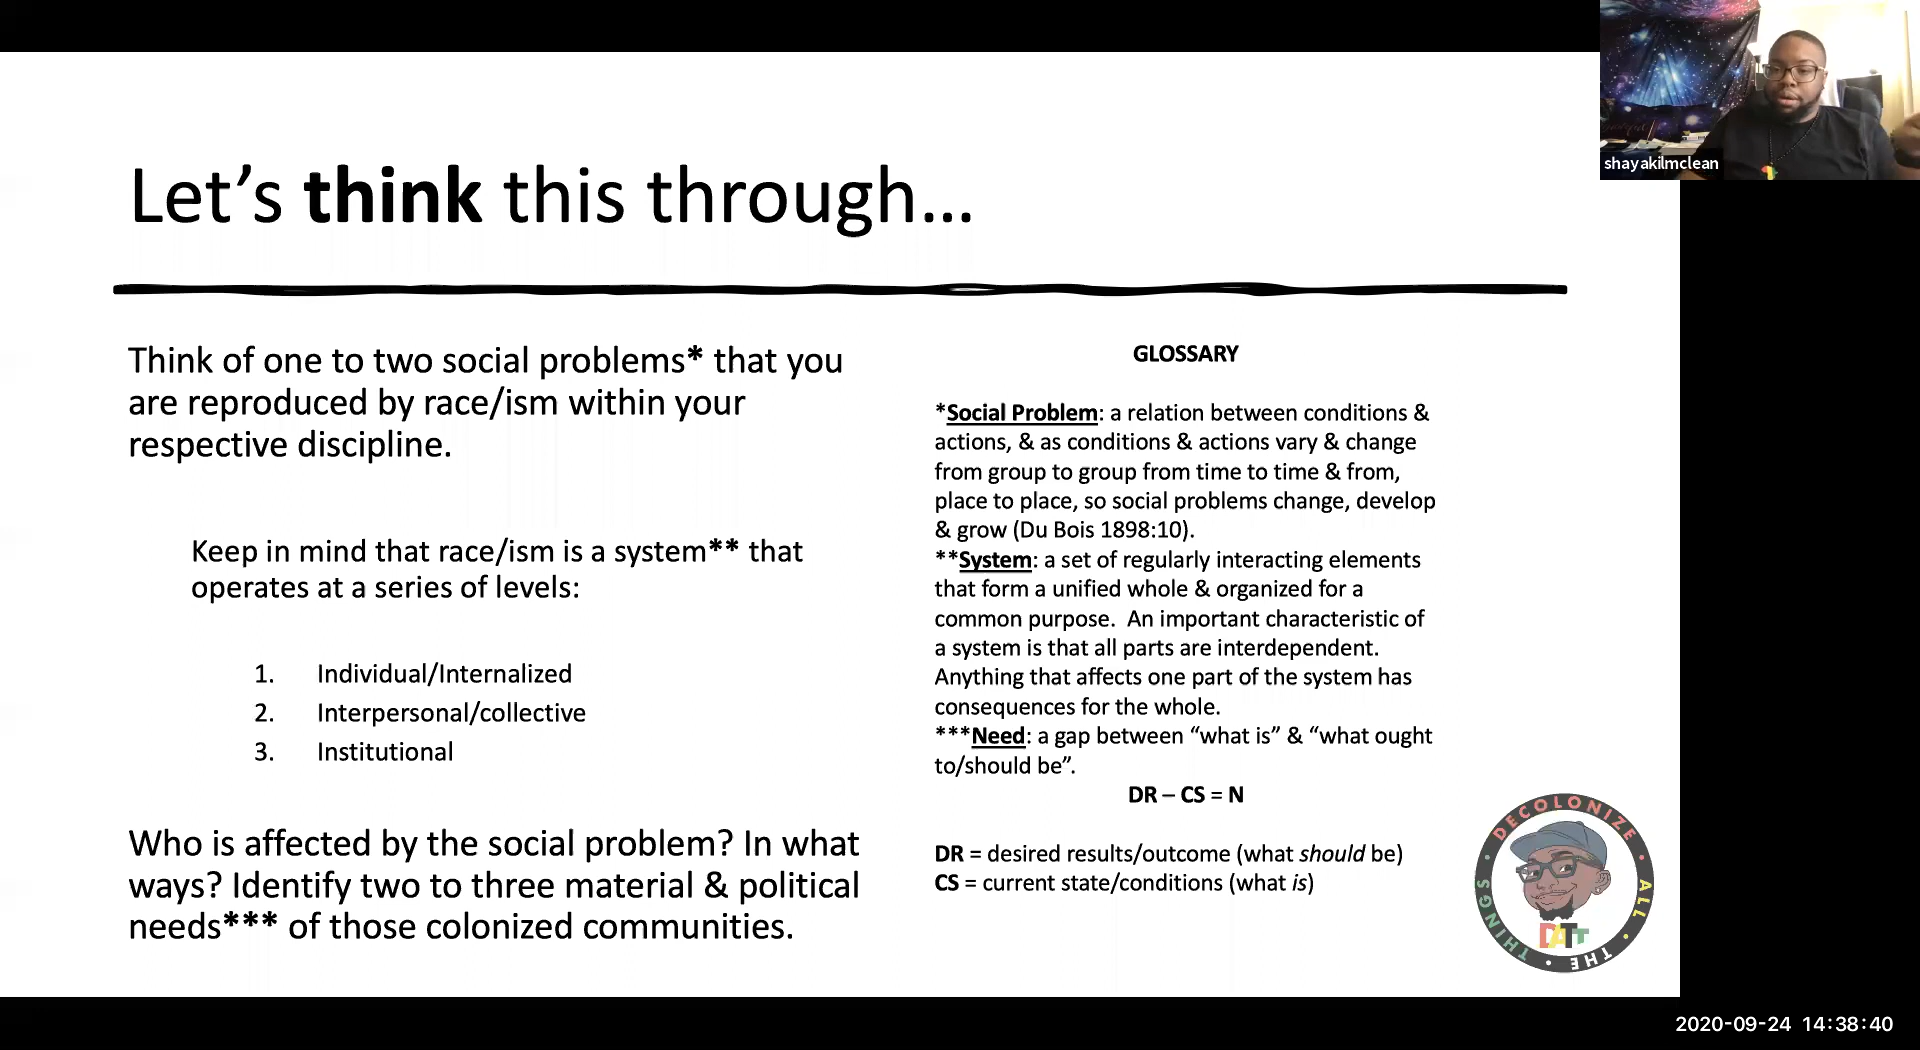 shayakilmclean
Let’s think this through...
Think of one to two social problems* that you
are reproduced by race/ism within your
respective discipline.
Keep in mind that race/ism is a system** that
operates at a series of levels:
1. Individual/Internalized
2. Interpersonal/collective
3. Institutional
Who is affected by the social problem? In what
ways? Identify two to three material & political
needs*** of those colonized communities.
GLOSSARY
*Social Problem: a relation between conditions &
actions, & as conditions & actions vary & change
from group to group from time to time & from,
place to place, so social problems change, develop
& grow (Du Bois 1898:10).
**System: a set of regularly interacting elements
that form a unified whole & organized for a
common purpose. An important characteristic of
a system is that all parts are interdependent.
Anything that affects one part of the system has
consequences for the whole.
***Need: a gap between “what is” & “what ought
to/should be”.
DR – CS = N
DR = desired results/outcome (what should be)
CS = current state/conditions (what is)
DECOLONIZE • ALL • THE • THINGS •
DATT
2020-09-24 14:38:40